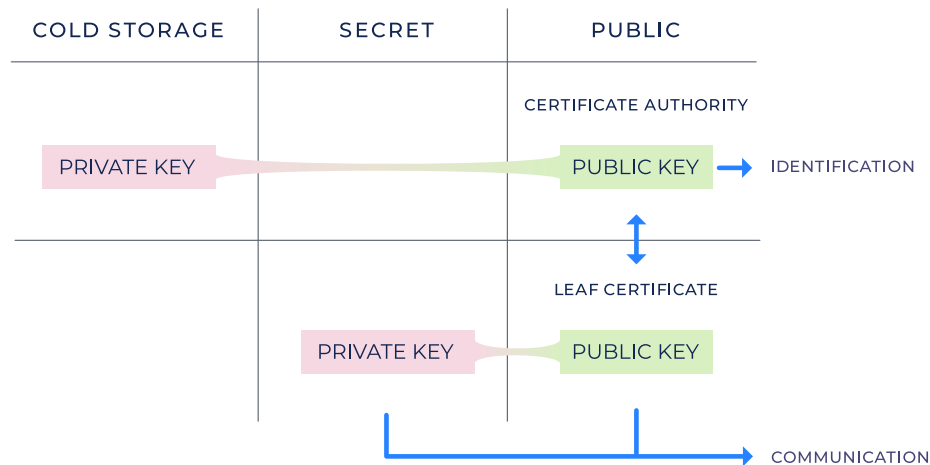 COLD STORAGE
SECRET
PUBLIC
CERTIFICATE AUTHORITY
PRIVATE KEY
PUBLIC KEY
IDENTIFICATION
LEAF CERTIFICATE
PRIVATE KEY
PUBLIC KEY
COMMUNICATION